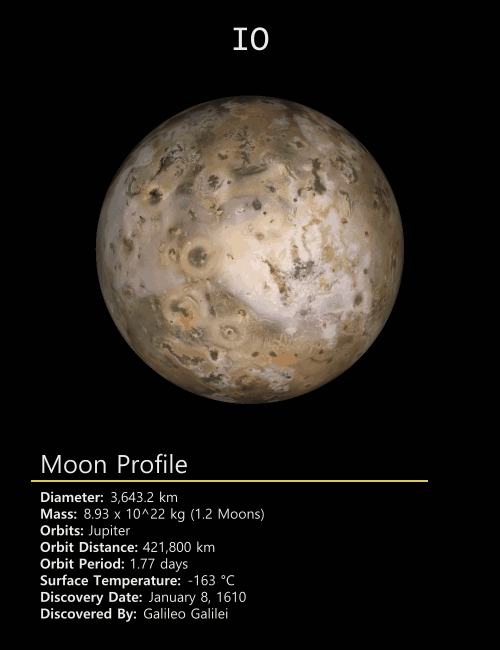 IO
Moon Profile
Diameter: 3,643.2 km
Mass: 8.93 x 10^22 kg (1.2 Moons)
Orbits: Jupiter
Orbit Distance: 421,800 km
Orbit Period: 1.77 days
Surface Temperature: -163 °C
Discovery Date: January 8, 1610
Discovered By: Galileo Galilei